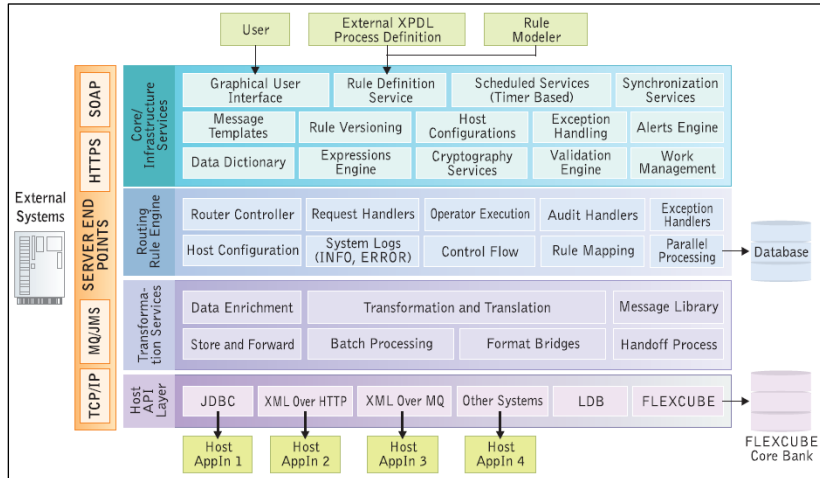 User
External XPDL
Process Definition
Rule
Modeler
External
Systems
SOAP
HTTPS
SERVER END
POINTS
MQ/JMS
TCP/IP
Core/
Infrastructure
Services
Graphical User
Interface
Rule Definition
Service
Scheduled Services
(Timer Based)
Synchronization
Services
Message
Templates
Rule Versioning
Host
Configurations
Exception
Handling
Alerts Engine
Data Dictionary
Expressions
Engine
Cryptography
Services
Validation
Engine
Work
Management
Routing
Rule Engine
Router Controller
Request Handlers
Operator Execution
Audit Handlers
Exception
Handlers
Host Configuration
System Logs
(INFO, ERROR)
Control Flow
Rule Mapping
Parallel
Processing
Database
Transforma-
tion Services
Data Enrichment
Transformation and Translation
Message Library
Store and Forward
Batch Processing
Format Bridges
Handoff Process
Host
API
Layer
JDBC
XML Over HTTP
XML Over MQ
Other Systems
LDB
FLEXCUBE
FLEXCUBE
Core Bank
Host
AppIn 1
Host
AppIn 2
Host
AppIn 3
Host
AppIn 4